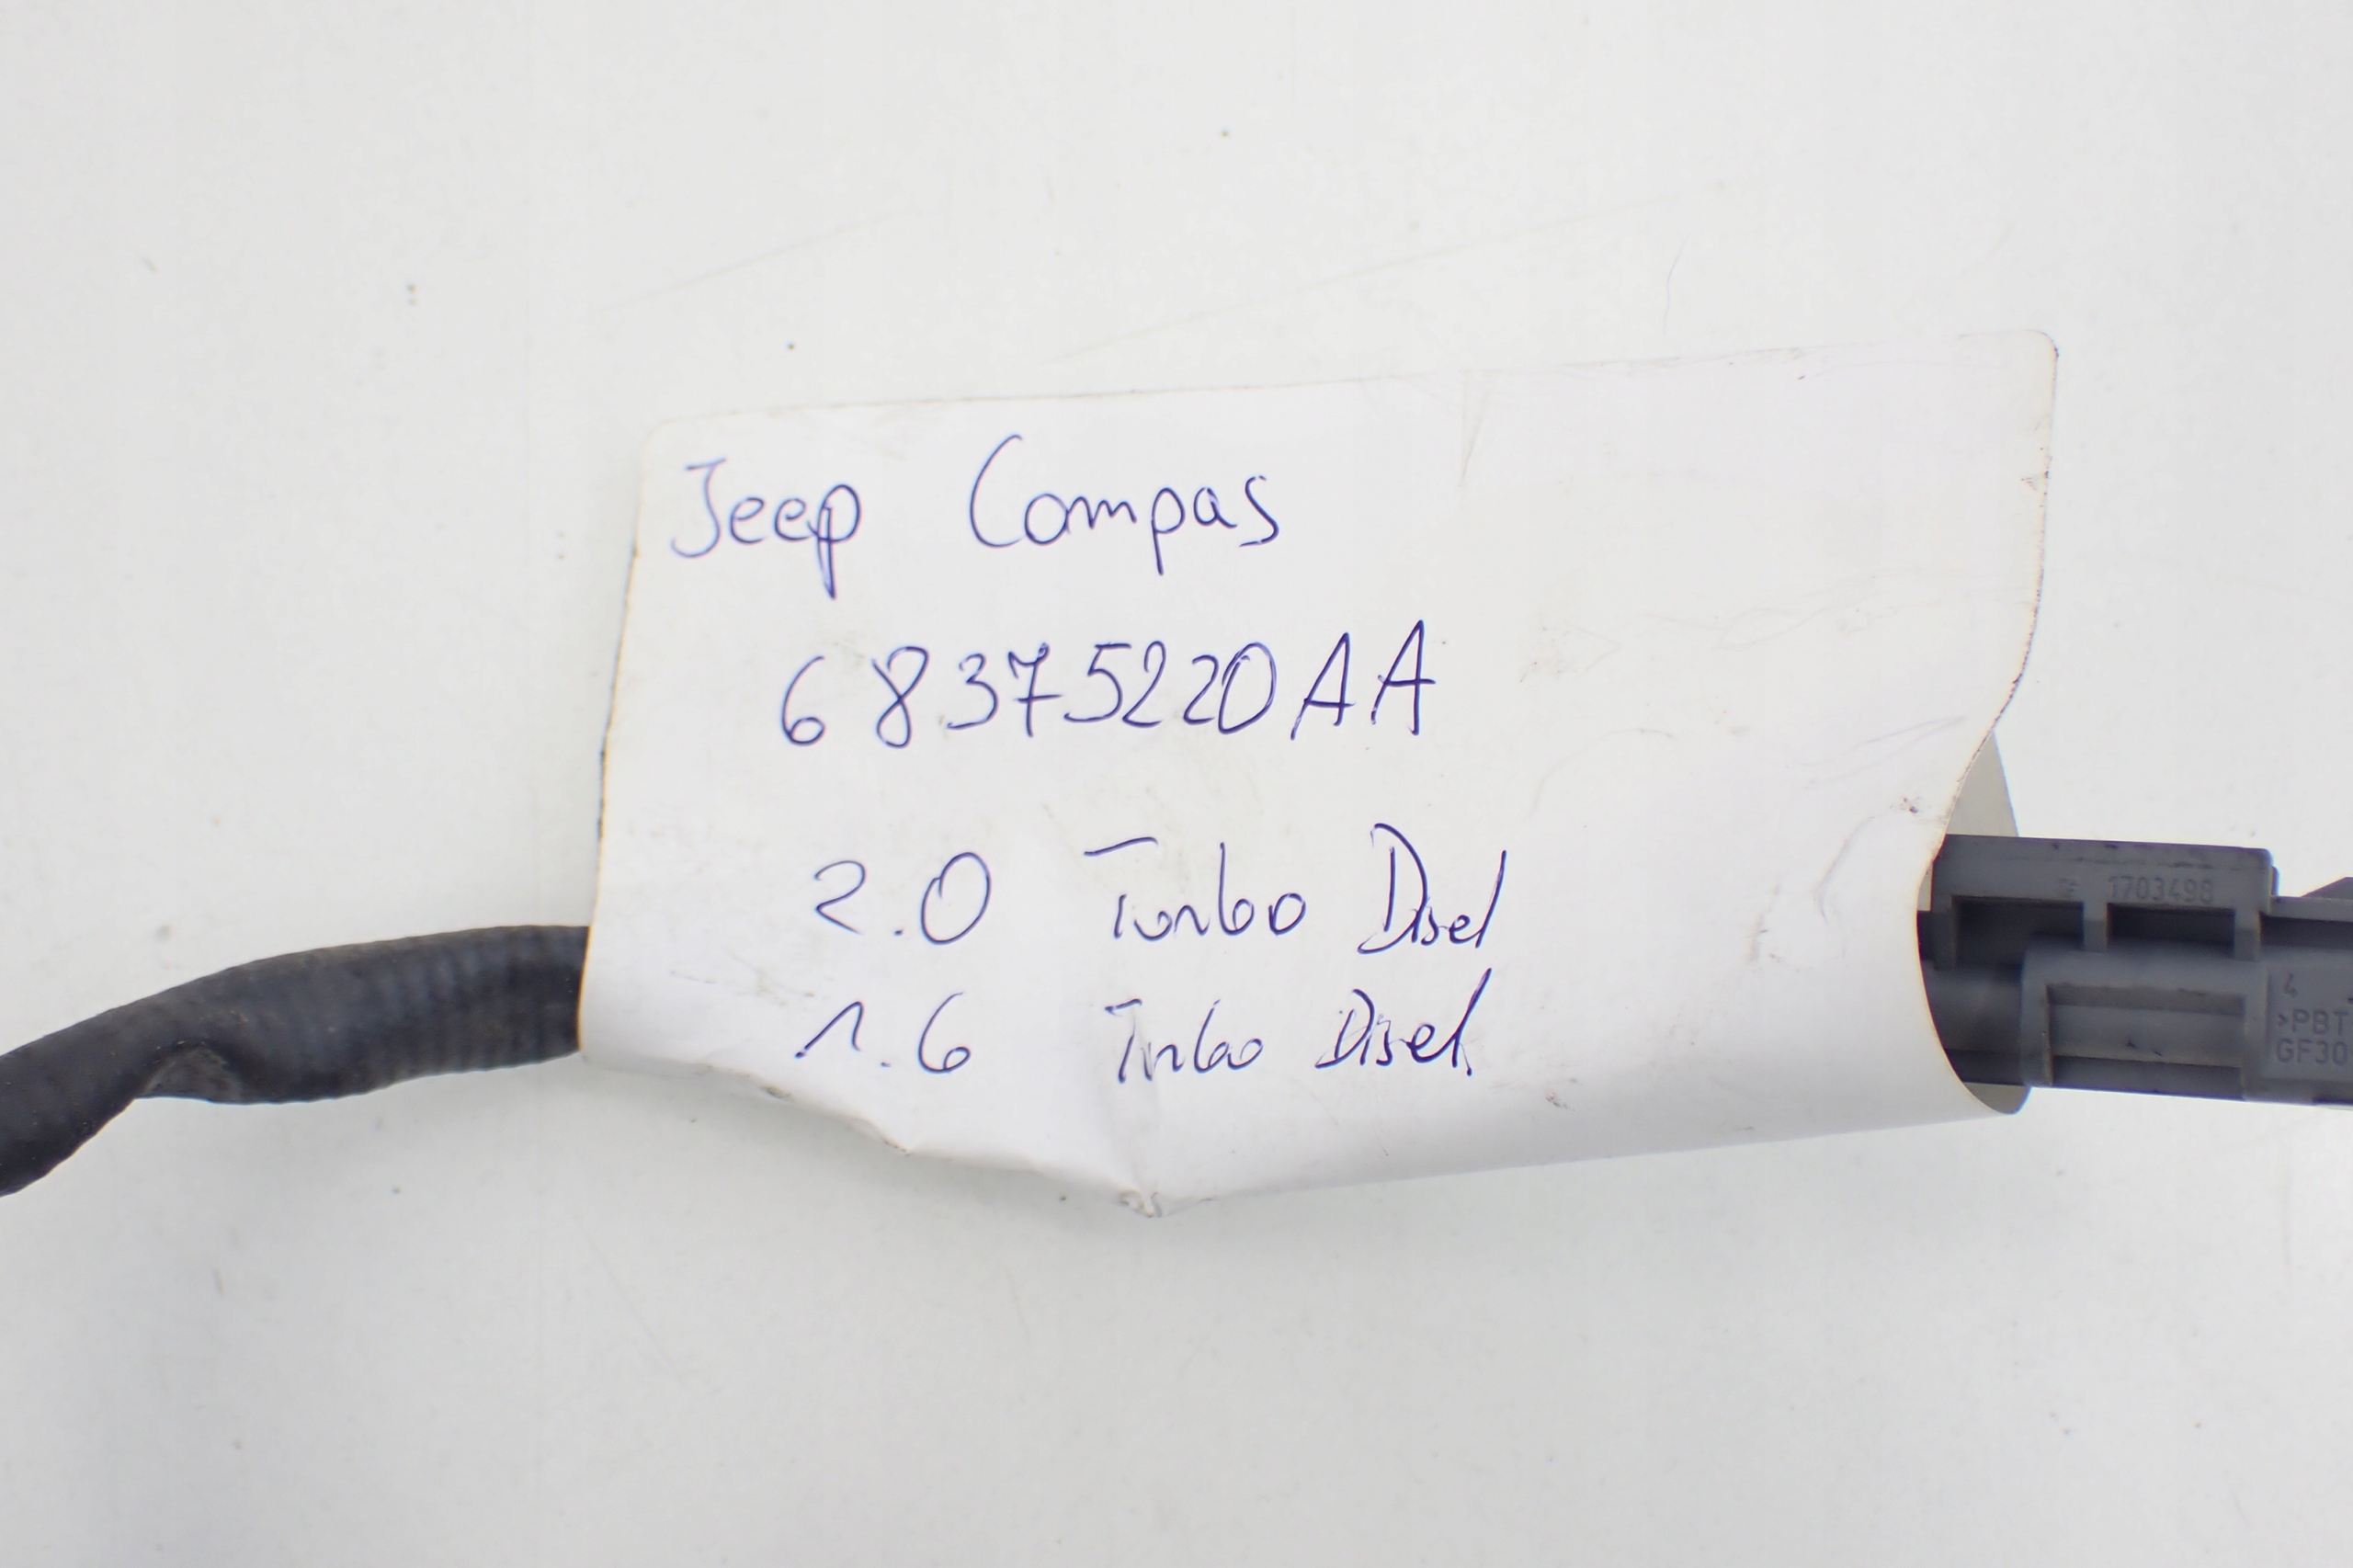 Jeep Compas
68375220AA
2.0 Turbo Disel
1.6 Turbo Disel
1703498
4
>PBT
GF30